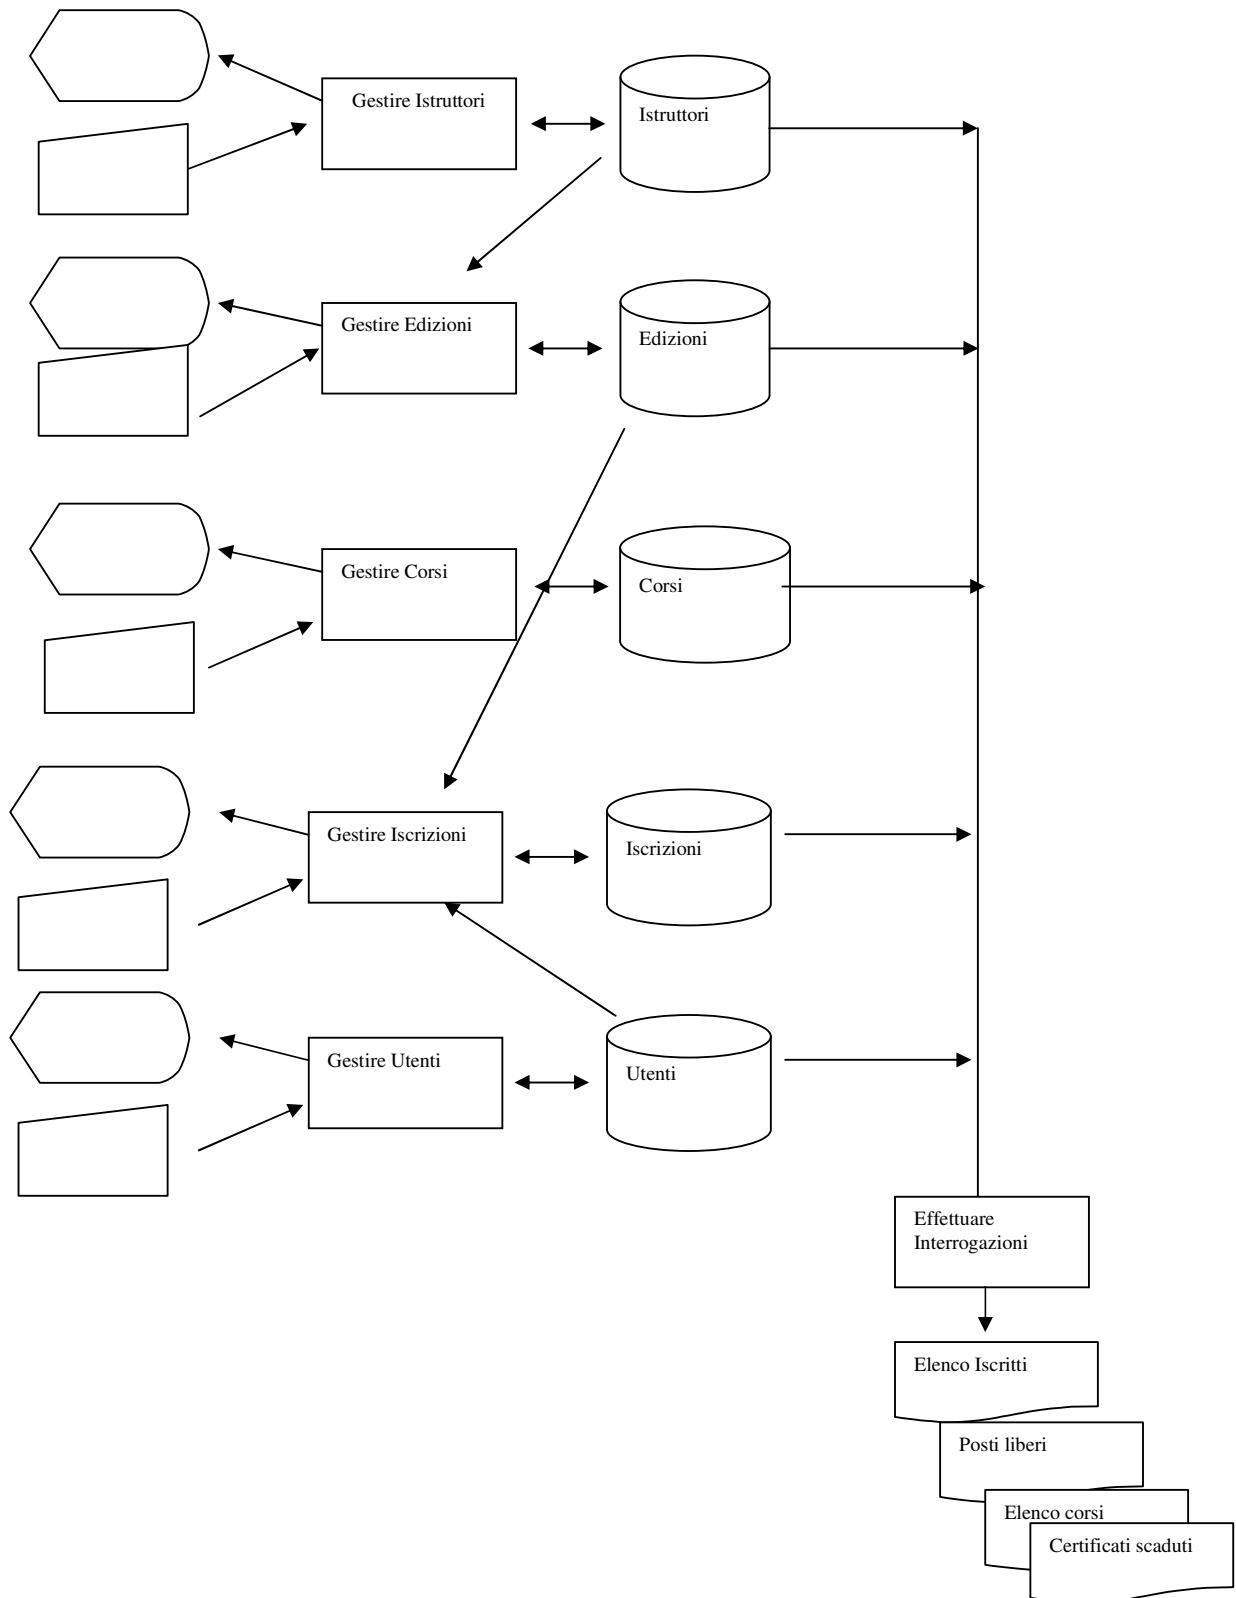 Gestire Istruttori
Istruttori
Gestire Edizioni
Edizioni
Gestire Corsi
Corsi
Gestire Iscrizioni
Iscrizioni
Gestire Utenti
Utenti
Effettuare
Interrogazioni
Elenco Iscritti
Posti liberi
Elenco corsi
Certificati scaduti